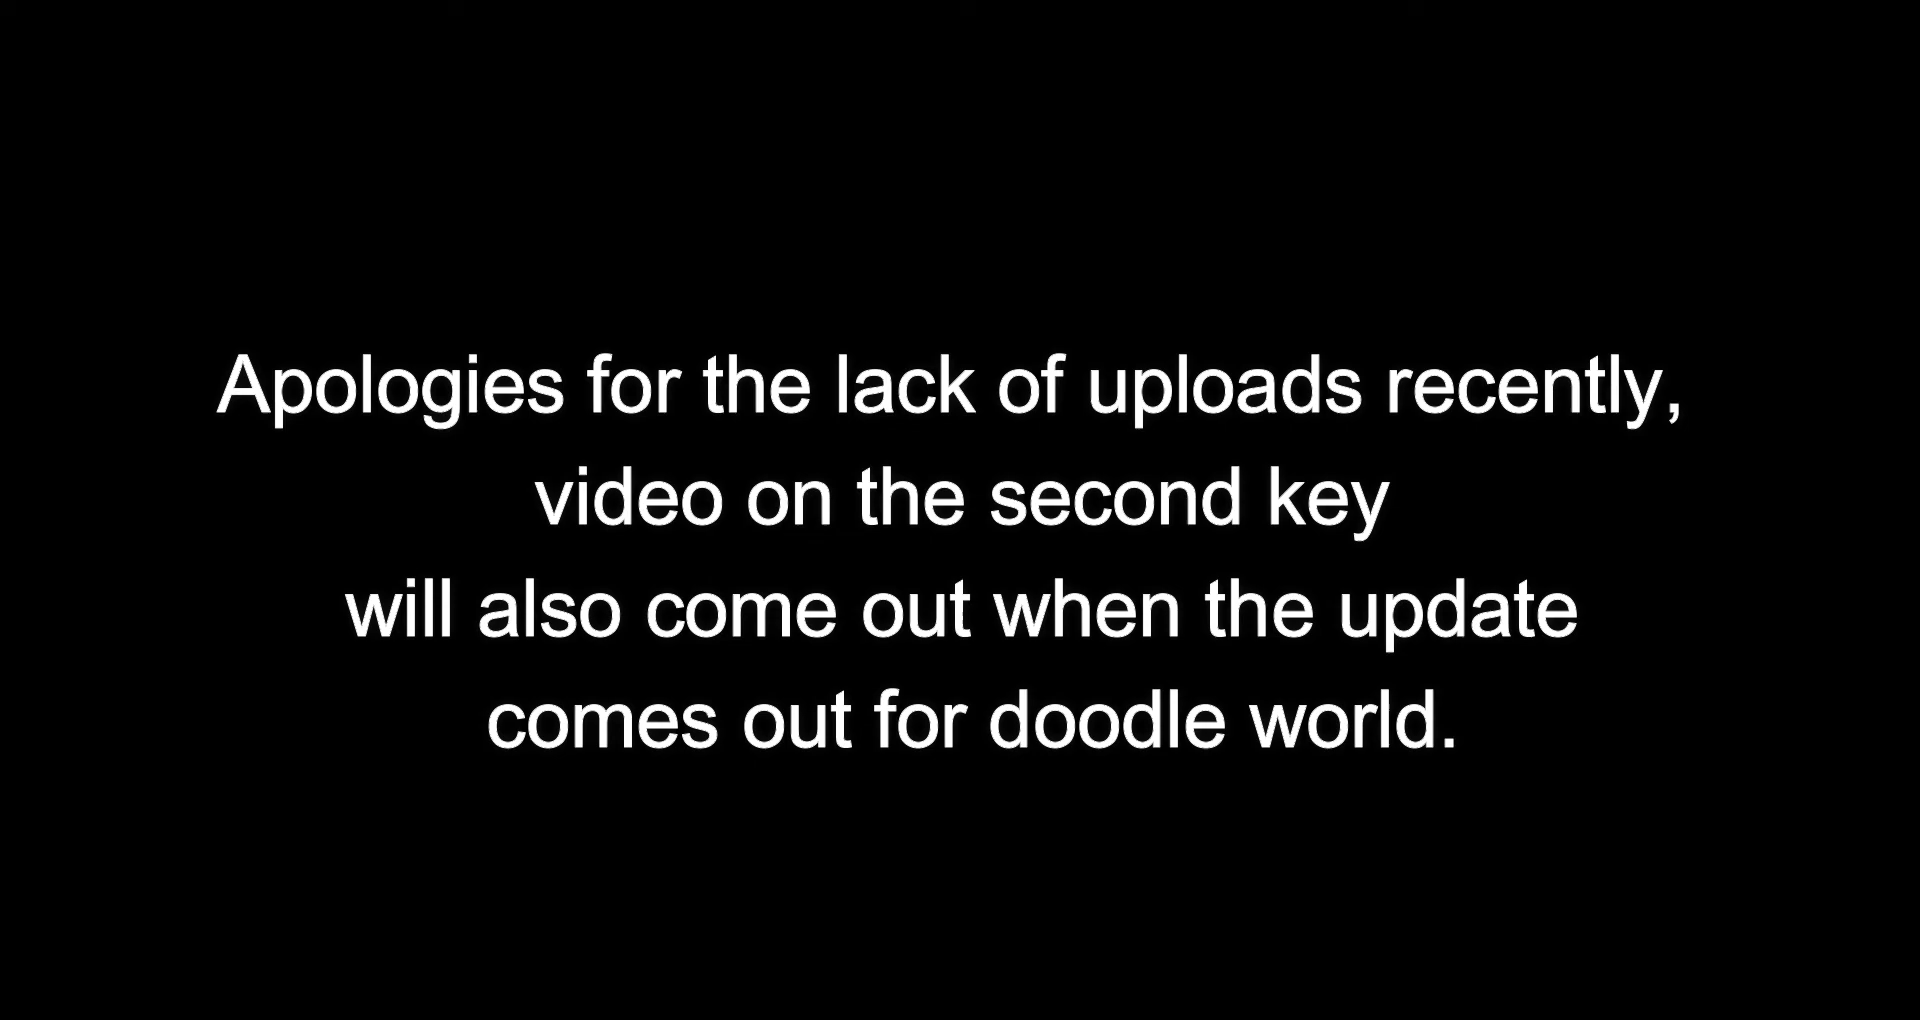 Apologies for the lack of uploads recently,
video on the second key
will also come out when the update
comes out for doodle world.